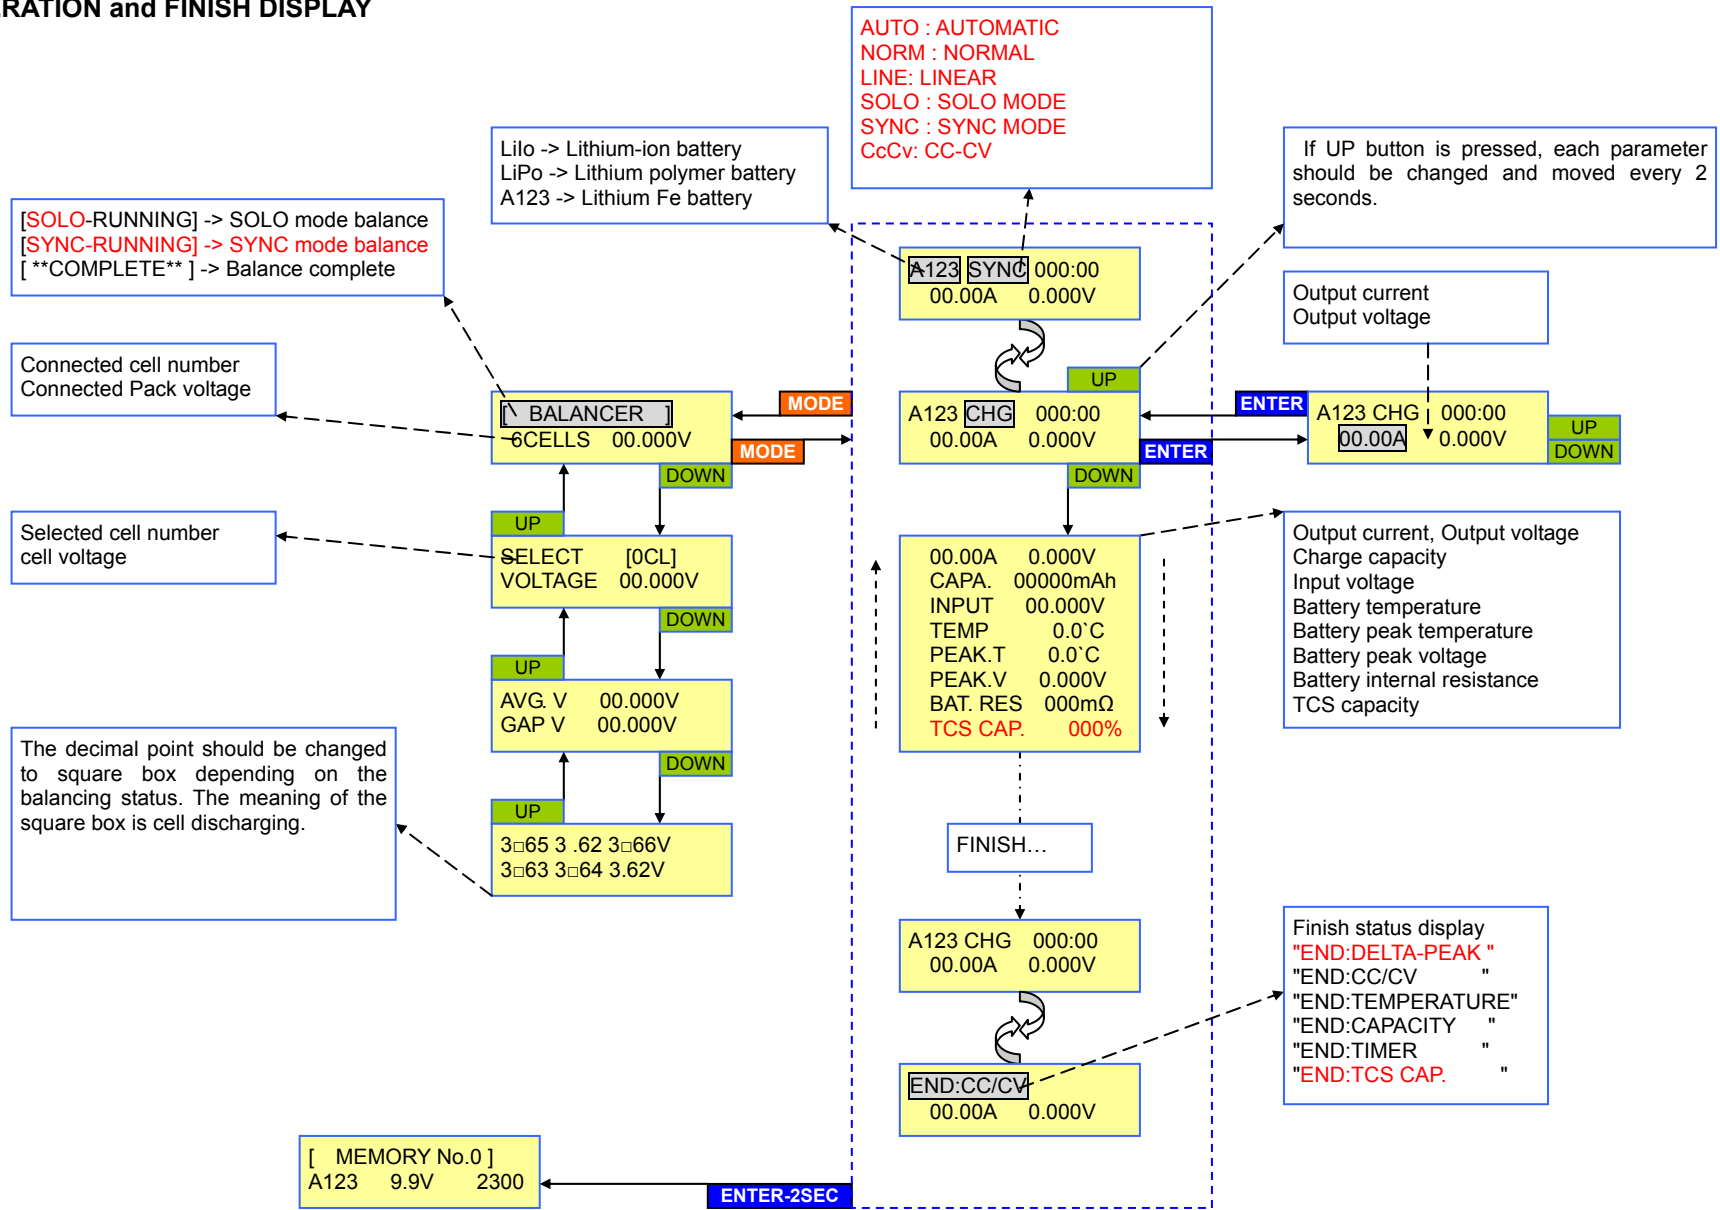 ERATION and FINISH DISPLAY
AUTO : AUTOMATIC
NORM : NORMAL
LINE: LINEAR
SOLO : SOLO MODE
SYNC : SYNC MODE
CcCv: CC-CV
LiIo -> Lithium-ion battery
LiPo -> Lithium polymer battery
A123 -> Lithium Fe battery
If UP button is pressed, each parameter
should be changed and moved every 2
seconds.
[SOLO-RUNNING] -> SOLO mode balance
[SYNC-RUNNING] -> SYNC mode balance
[ **COMPLETE** ] -> Balance complete
A123 SYNC 000:00
00.00A 0.000V
Output current
Output voltage
Connected cell number
Connected Pack voltage
[ BALANCER ]
6CELLS 00.000V
MODE
MODE
DOWN
UP
A123 CHG 000:00
00.00A 0.000V
DOWN
ENTER
ENTER
A123 CHG 000:00
00.00A 0.000V
UP
DOWN
Selected cell number
cell voltage
UP
SELECT [0CL]
VOLTAGE 00.000V
DOWN
00.00A 0.000V
CAPA. 00000mAh
INPUT 00.000V
TEMP 0.0`C
PEAK.T 0.0`C
PEAK.V 0.000V
BAT. RES 000mΩ
TCS CAP. 000%
Output current, Output voltage
Charge capacity
Input voltage
Battery temperature
Battery peak temperature
Battery peak voltage
Battery internal resistance
TCS capacity
UP
AVG. V 00.000V
GAP V 00.000V
DOWN
The decimal point should be changed
to square box depending on the
balancing status. The meaning of the
square box is cell discharging.
UP
3□65 3 .62 3□66V
3□63 3□64 3.62V
FINISH…
A123 CHG 000:00
00.00A 0.000V
Finish status display
"END:DELTA-PEAK "
"END:CC/CV "
"END:TEMPERATURE"
"END:CAPACITY "
"END:TIMER "
"END:TCS CAP. "
END:CC/CV
00.00A 0.000V
[ MEMORY No.0 ]
A123 9.9V 2300
ENTER-2SEC